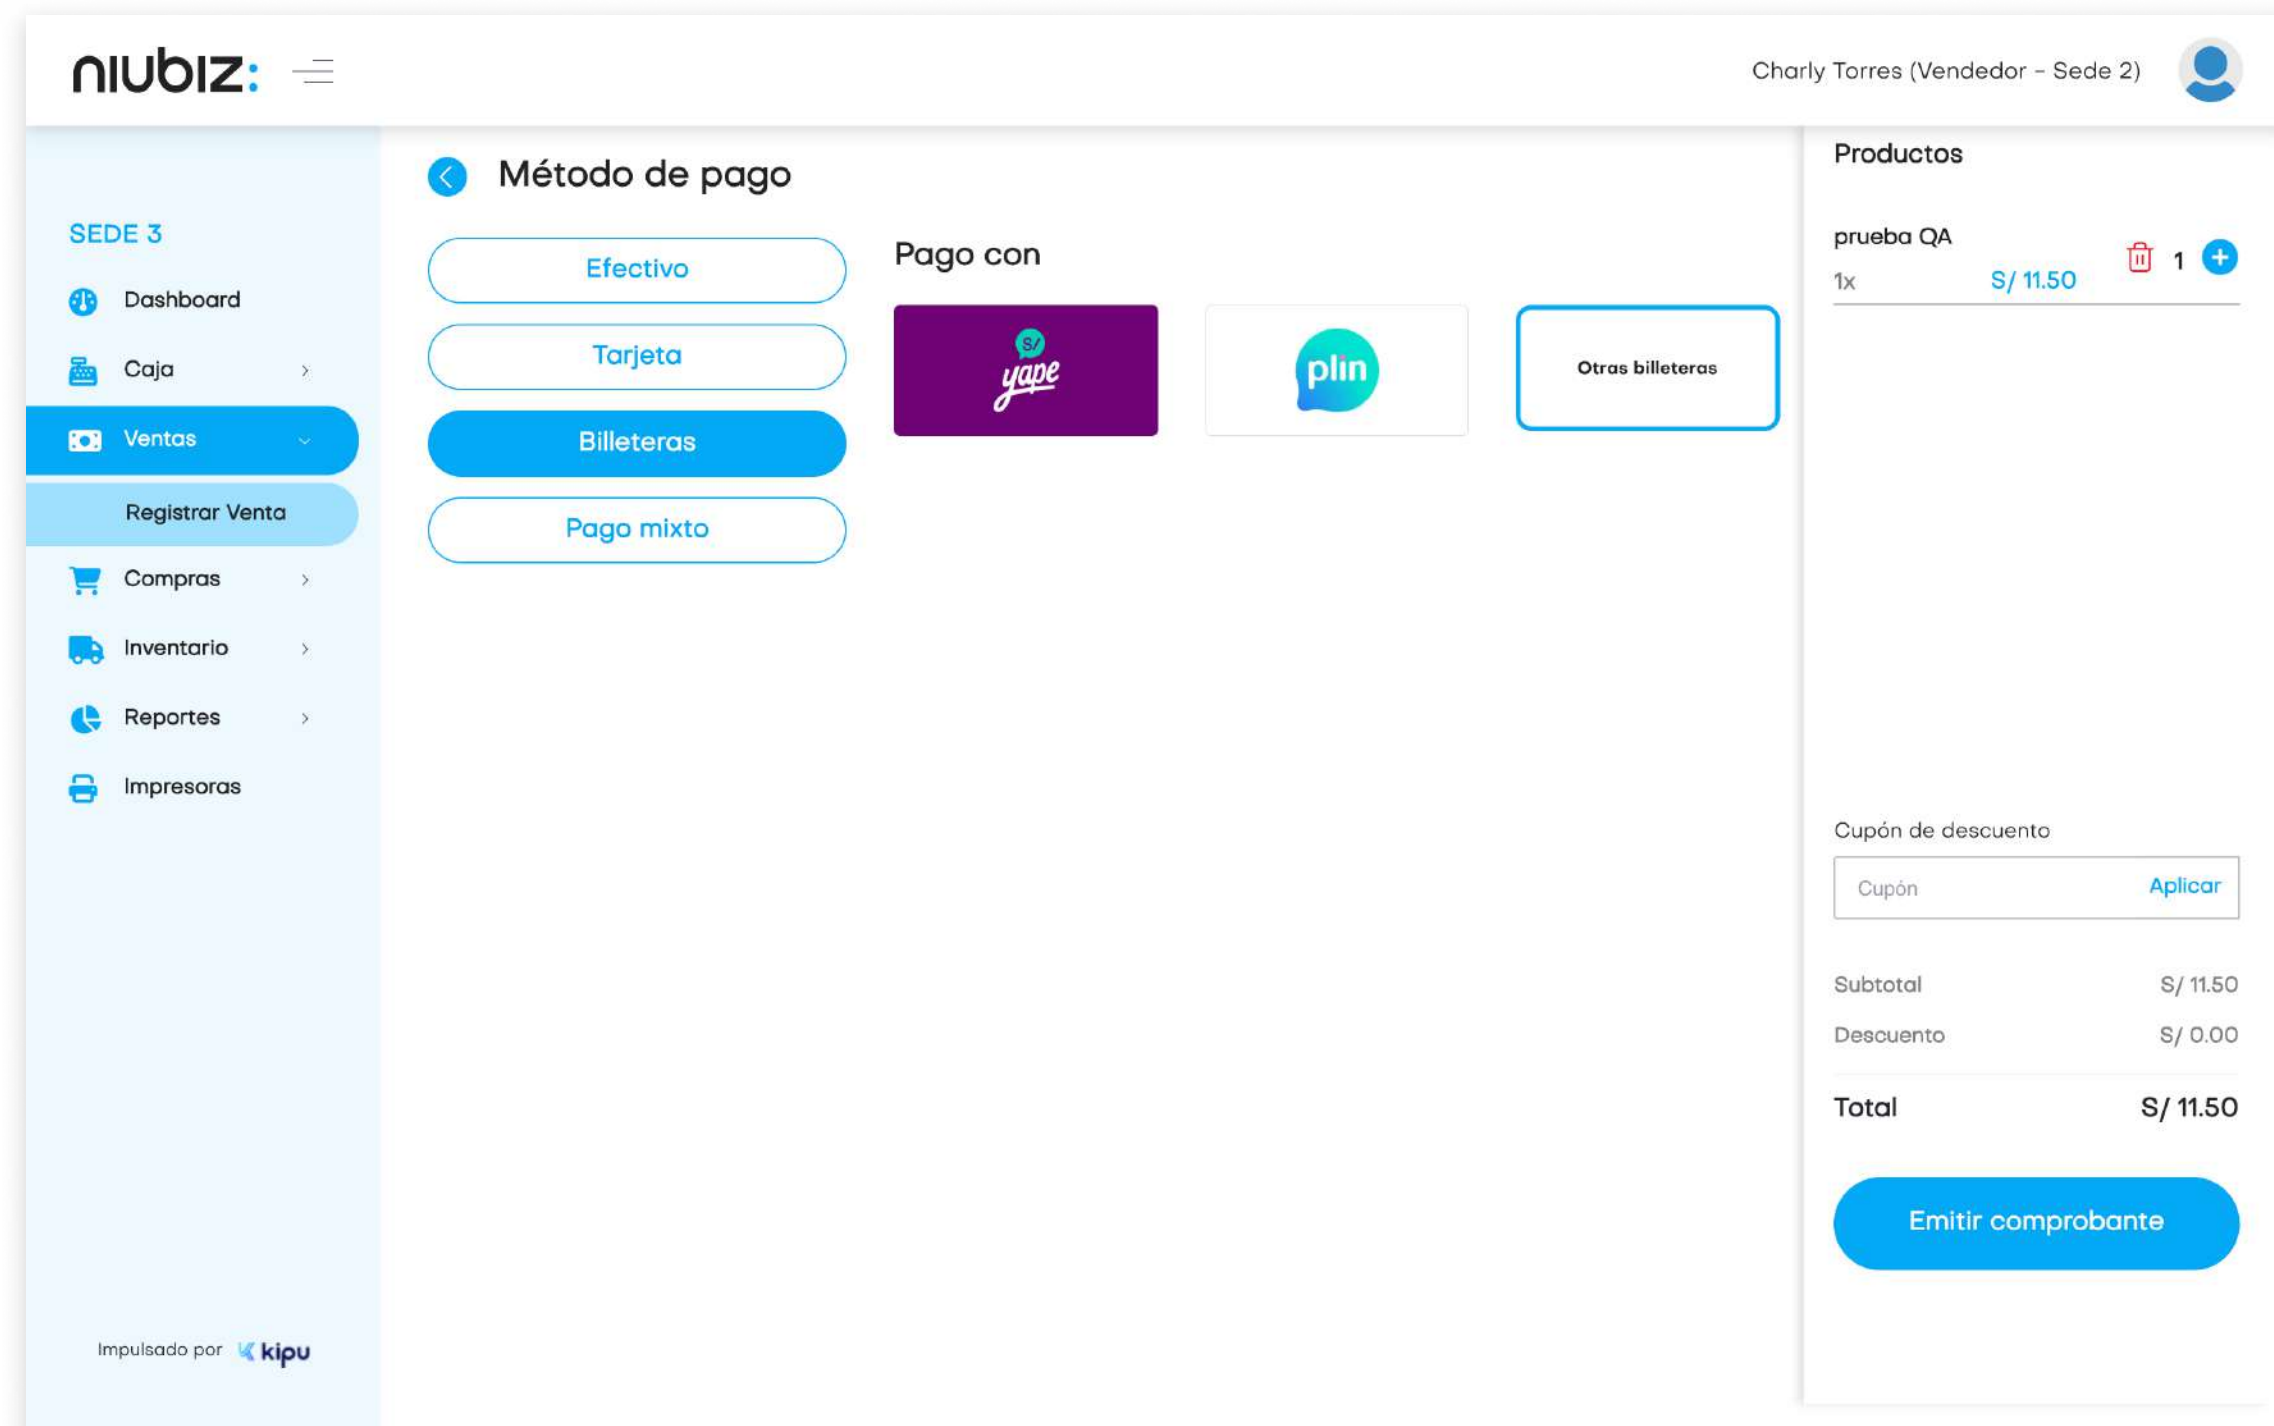 niubiz:
Charly Torres (Vendedor - Sede 2)
SEDE 3
Dashboard
Caja
Ventas
Registrar Venta
Compras
Inventario
Reportes
Impresoras
Impulsado por kipu
Método de pago
Efectivo
Tarjeta
Billeteras
Pago mixto
Pago con
S/
yape
plin
Otras billeteras
Productos
prueba QA
1x S/ 11.50 1
Cupón de descuento
Cupón Aplicar
Subtotal S/ 11.50
Descuento S/ 0.00
Total S/ 11.50
Emitir comprobante